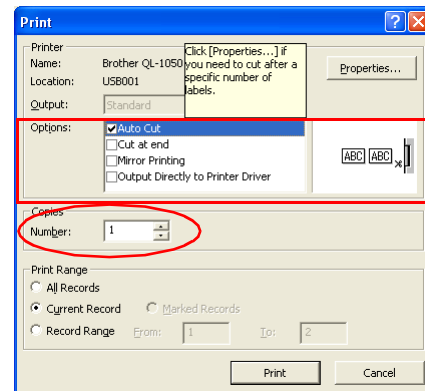 Print
Printer
Name: Brother QL-1050
Click [Properties...] if
you need to cut after a
specific number of
labels.
Properties...
Location: USB001
Output: Standard
Options:
Auto Cut
Cut at end
Mirror Printing
Output Directly to Printer Driver
ABC ABC
Copies
Number: 1
Print Range
All Records
Current Record Marked Records
Record Range From: 1 To: 2
Print Cancel